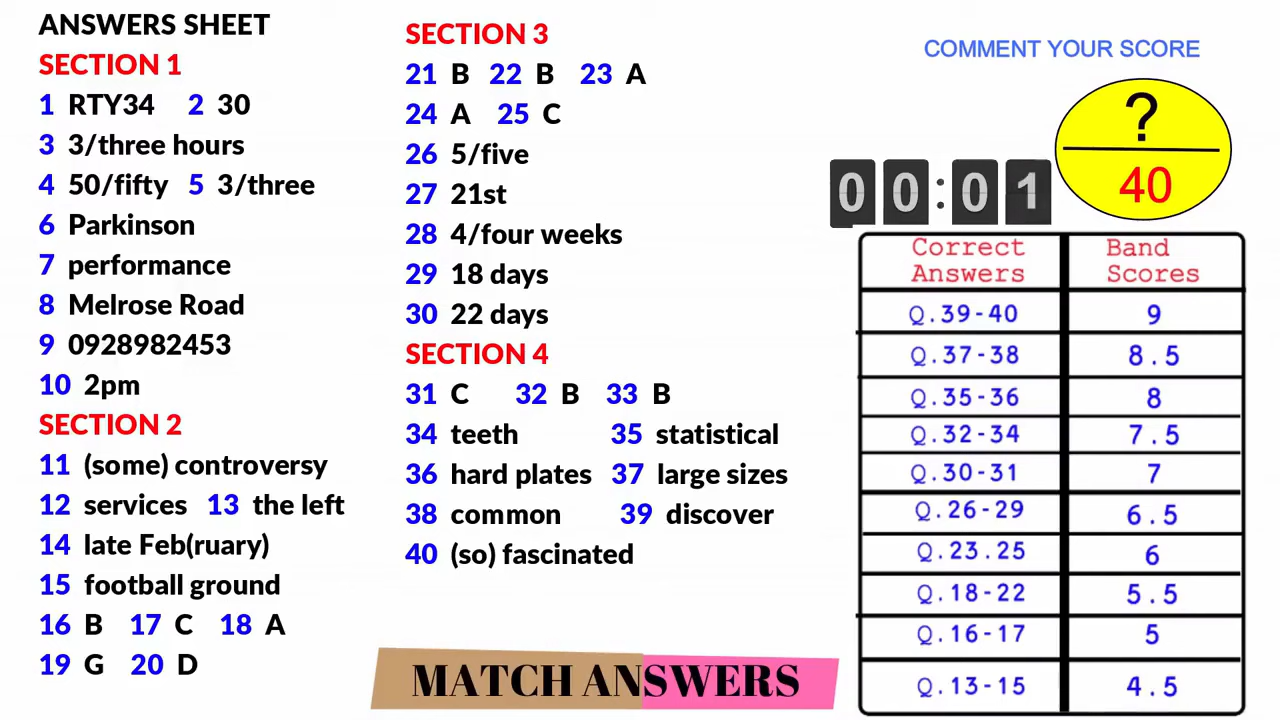 ANSWERS SHEET
SECTION 1
1 RTY34 2 30
3 3/three hours
4 50/fifty 5 3/three
6 Parkinson
7 performance
8 Melrose Road
9 0928982453
10 2pm
SECTION 2
11 (some) controversy
12 services 13 the left
14 late Feb(ruary)
15 football ground
16 B 17 C 18 A
19 G 20 D
SECTION 3
21 B 22 B 23 A
24 A 25 C
26 5/five
27 21st
28 4/four weeks
29 18 days
30 22 days
SECTION 4
31 C 32 B 33 B
34 teeth 35 statistical
36 hard plates 37 large sizes
38 common 39 discover
40 (so) fascinated
MATCH ANSWERS
COMMENT YOUR SCORE
?
40
00:01
Correct Answers Band Scores
Q.39-40 9
Q.37-38 8.5
Q.35-36 8
Q.32-34 7.5
Q.30-31 7
Q.26-29 6.5
Q.23.25 6
Q.18-22 5.5
Q.16-17 5
Q.13-15 4.5